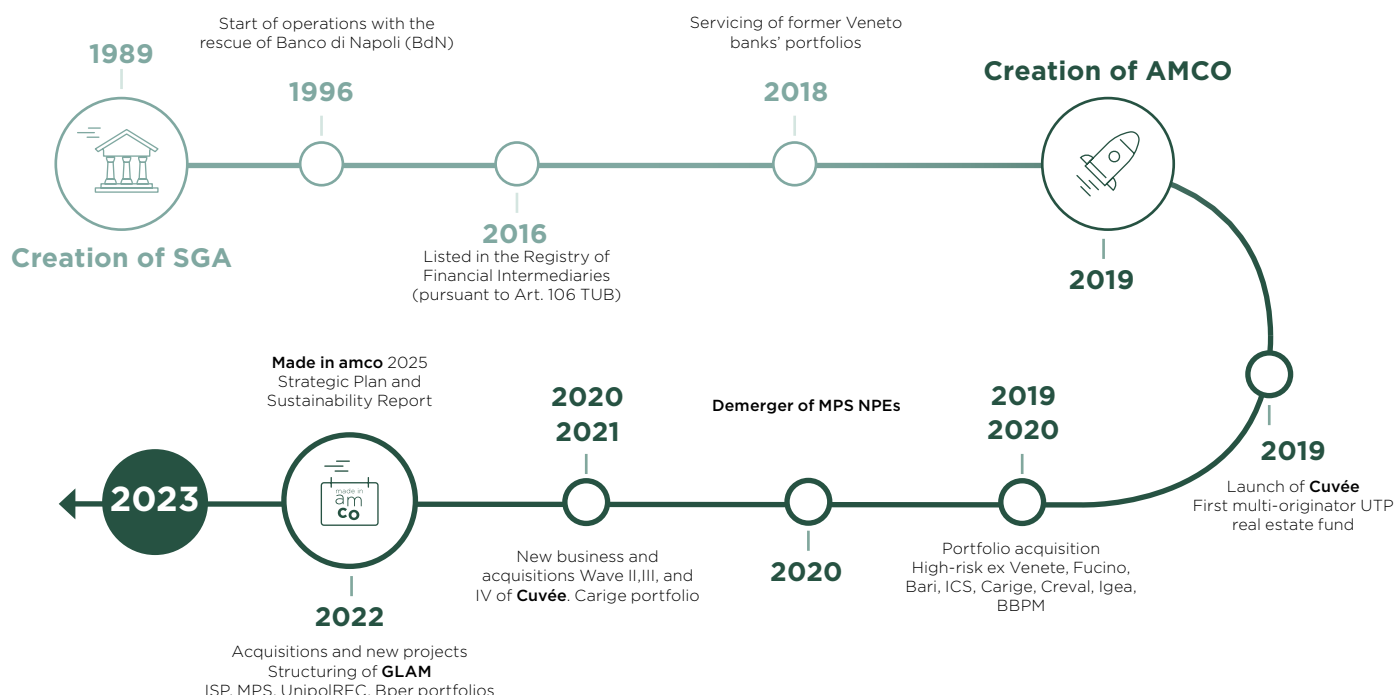 1989
Creation of SGA
Start of operations with the
rescue of Banco di Napoli (BdN)
1996
2016
Listed in the Registry of
Financial Intermediaries
(pursuant to Art. 106 TUB)
Servicing of former Veneto
banks’ portfolios
2018
Creation of AMCO
2019
2019
Launch of Cuvée
First multi-originator UTP
real estate fund
2019
2020
Portfolio acquisition
High-risk ex Venete, Fucino,
Bari, ICS, Carige, Creval, Igea,
BBPM
Demerger of MPS NPEs
2020
2020
2021
New business and
acquisitions Wave II,III, and
IV of Cuvée. Carige portfolio
Made in amco 2025
Strategic Plan and
Sustainability Report
made in
am
co
2022
Acquisitions and new projects
Structuring of GLAM
ISP, MPS, UnipolREC, Bper portfolios
2023